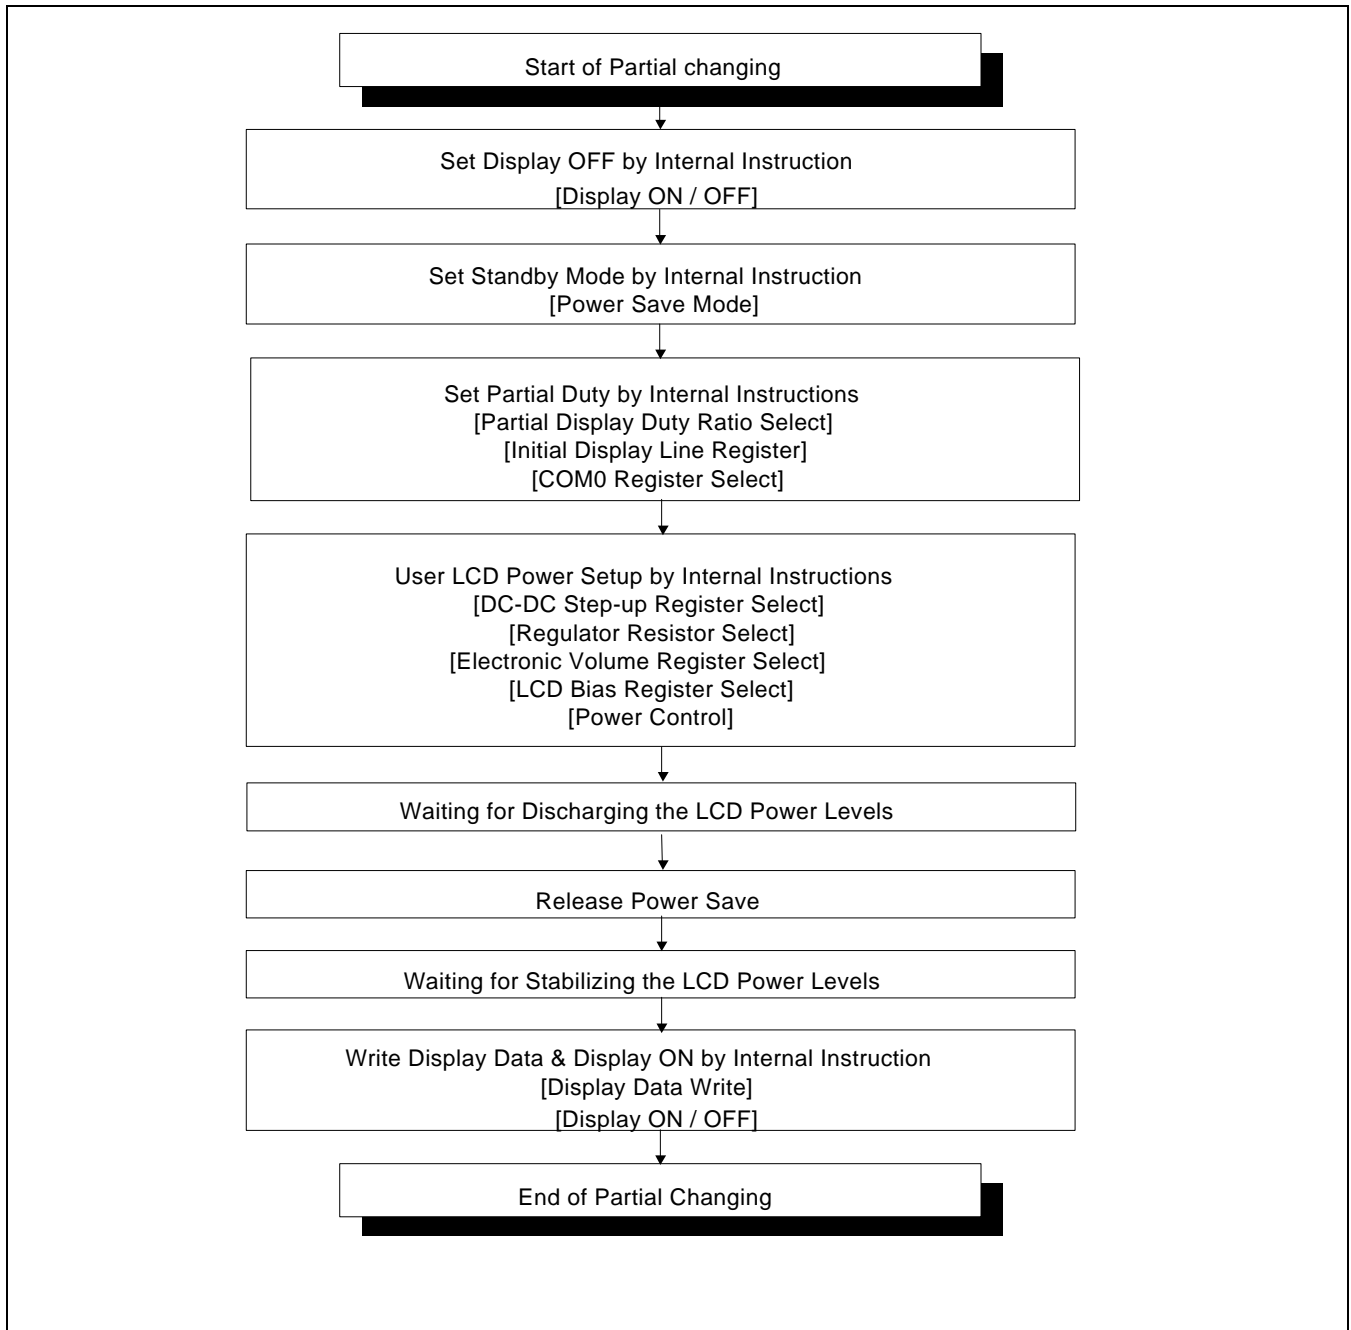 Start of Partial changing
Set Display OFF by Internal Instruction
[Display ON / OFF]
Set Standby Mode by Internal Instruction
[Power Save Mode]
Set Partial Duty by Internal Instructions
[Partial Display Duty Ratio Select]
[Initial Display Line Register]
[COM0 Register Select]
User LCD Power Setup by Internal Instructions
[DC-DC Step-up Register Select]
[Regulator Resistor Select]
[Electronic Volume Register Select]
[LCD Bias Register Select]
[Power Control]
Waiting for Discharging the LCD Power Levels
Release Power Save
Waiting for Stabilizing the LCD Power Levels
Write Display Data & Display ON by Internal Instruction
[Display Data Write]
[Display ON / OFF]
End of Partial Changing